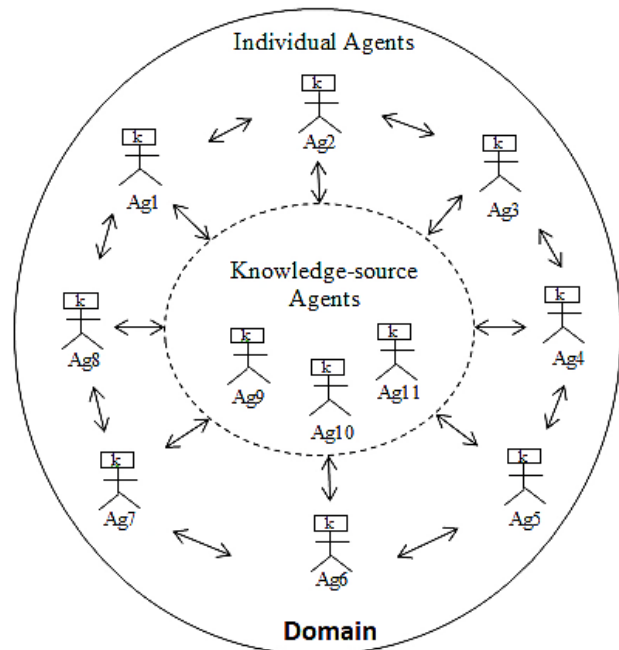 Individual Agents
k
Ag2
k
Ag1
k
Ag3
Knowledge-source
Agents
k
Ag8
k
Ag4
k
Ag9
k
Ag11
k
Ag10
k
Ag7
k
Ag5
k
Ag6
Domain